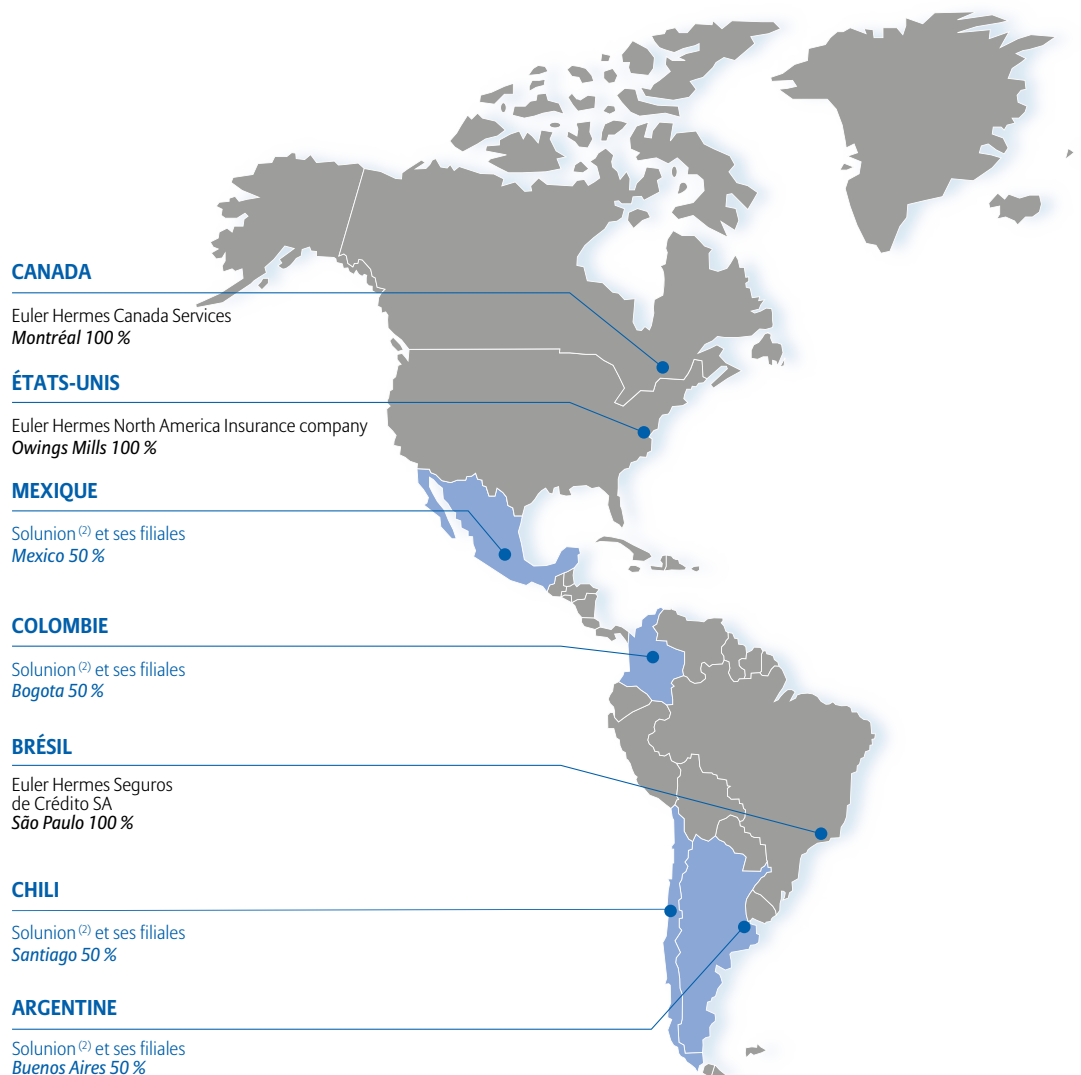 CANADA
Euler Hermes Canada Services
Montréal 100 %
ÉTATS-UNIS
Euler Hermes North America Insurance company
Owings Mills 100 %
MEXIQUE
Solunion (2) et ses filiales
Mexico 50 %
COLOMBIE
Solunion (2) et ses filiales
Bogota 50 %
BRÉSIL
Euler Hermes Seguros
de Crédito SA
São Paulo 100 %
CHILI
Solunion (2) et ses filiales
Santiago 50 %
ARGENTINE
Solunion (2) et ses filiales
Buenos Aires 50 %